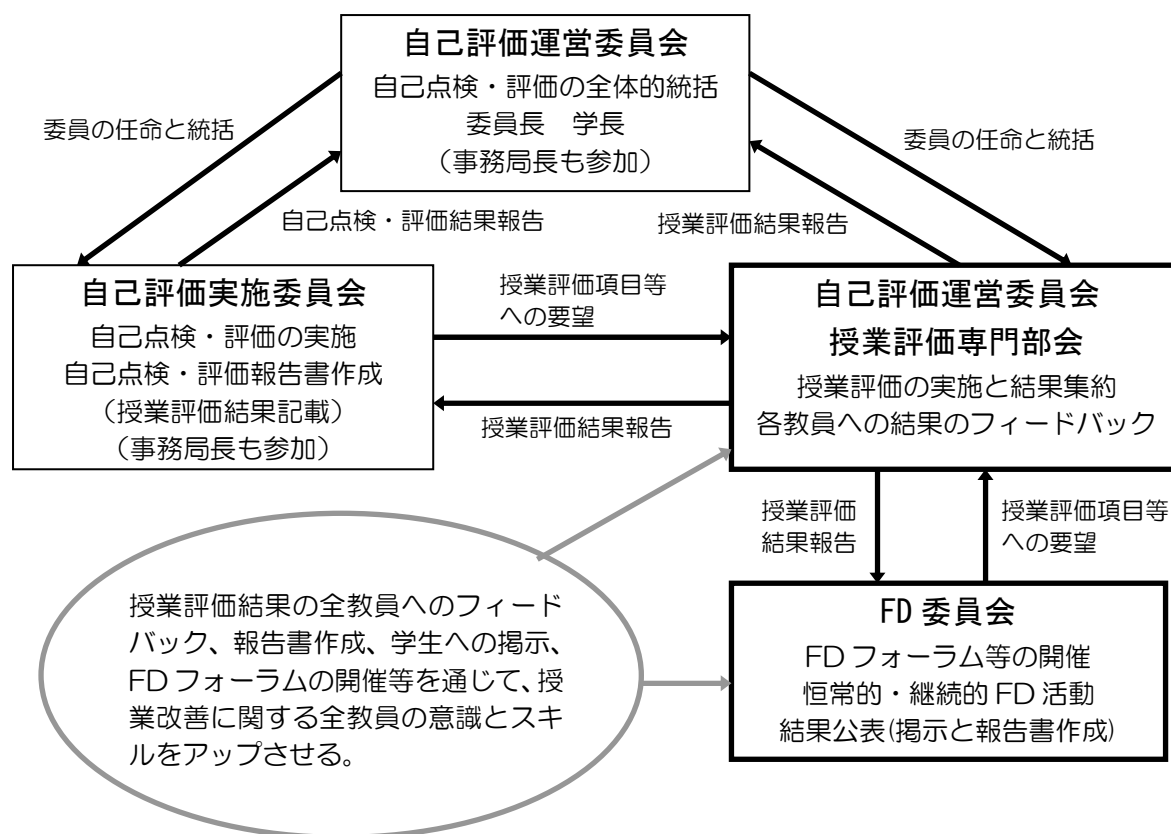 自己評価運営委員会
自己点検・評価の全体的統括
委員長　学長
（事務局長も参加）
委員の任命と統括
委員の任命と統括
自己点検・評価結果報告
授業評価結果報告
自己評価実施委員会
自己点検・評価の実施
自己点検・評価報告書作成
（授業評価結果記載）
（事務局長も参加）
授業評価項目等
への要望
授業評価結果報告
自己評価運営委員会
授業評価専門部会
授業評価の実施と結果集約
各教員への結果のフィードバック
授業評価
結果報告
授業評価項目等
への要望
授業評価結果の全教員へのフィード
バック、報告書作成、学生への掲示、
FDフォーラムの開催等を通じて、授
業改善に関する全教員の意識とスキ
ルをアップさせる。
FD委員会
FDフォーラム等の開催
恒常的・継続的FD活動
結果公表(掲示と報告書作成)